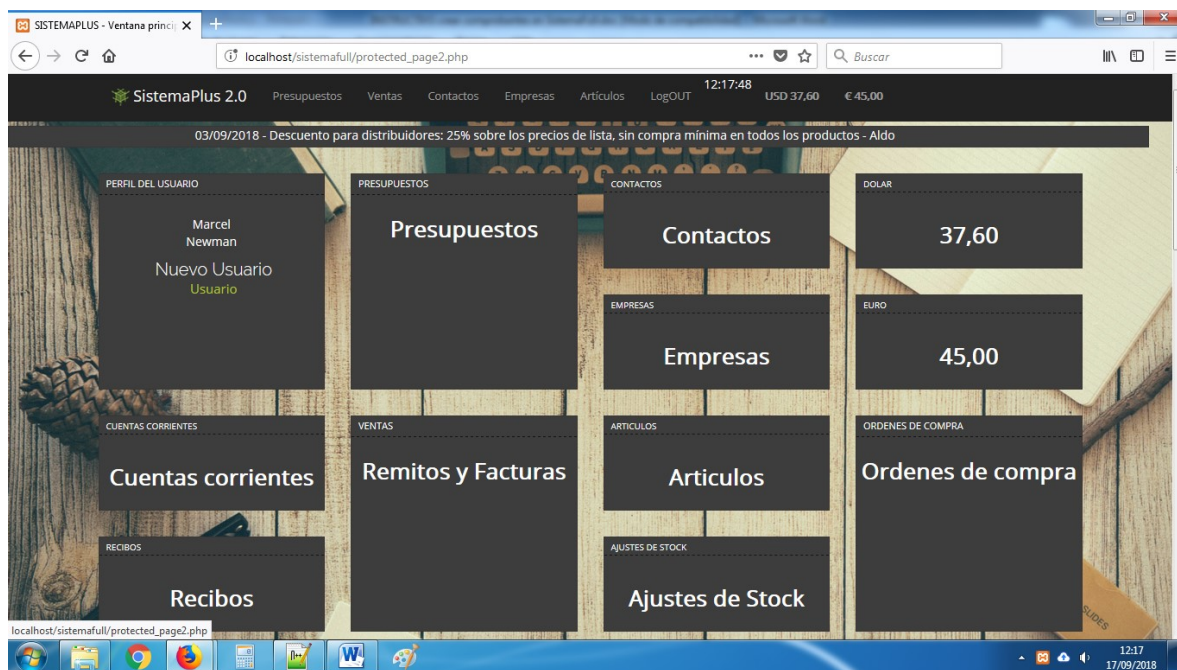 SISTEMAPLUS - Ventana princip
localhost/sistemafull/protected_page2.php
Buscar
SistemaPlus 2.0 Presupuestos Ventas Contactos Empresas Artículos LogOUT 12:17:48 USD 37,60 € 45,00
03/09/2018 - Descuento para distribuidores: 25% sobre los precios de lista, sin compra mínima en todos los productos - Aldo
PERFIL DEL USUARIO
Marcel
Newman
Nuevo Usuario
Usuario
PRESUPUESTOS
Presupuestos
CONTACTOS
Contactos
DOLAR
37,60
EMPRESAS
Empresas
EURO
45,00
CUENTAS CORRIENTES
Cuentas corrientes
VENTAS
Remitos y Facturas
ARTICULOS
Articulos
ORDENES DE COMPRA
Ordenes de compra
RECIBOS
Recibos
AJUSTES DE STOCK
Ajustes de Stock
SLIDES
localhost/sistemafull/protected_page2.php
12:17
17/09/2018